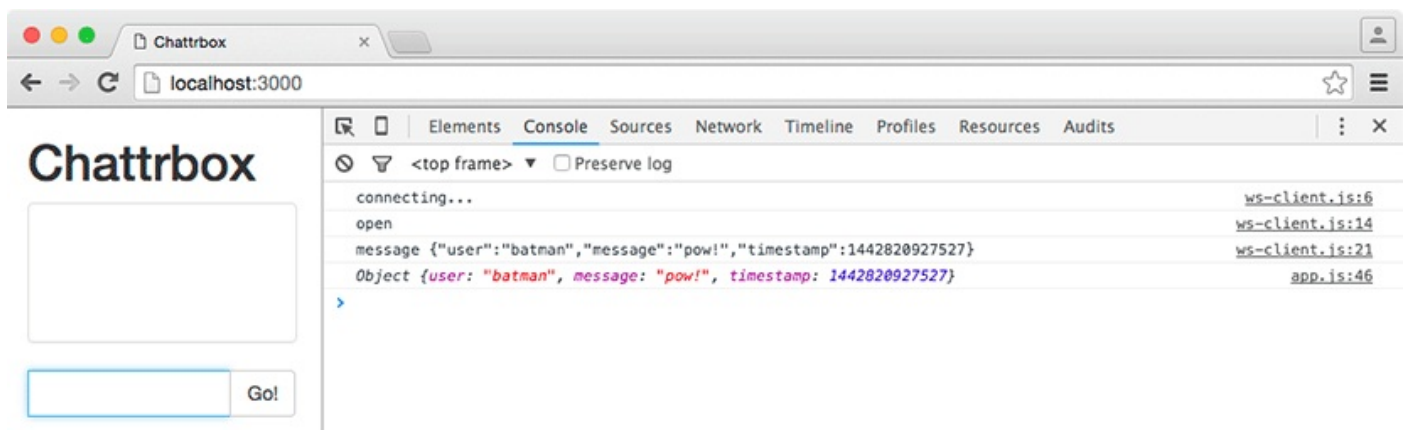 Chattrbox
localhost:3000
Elements Console Sources Network Timeline Profiles Resources Audits
Chattrbox
<top frame> ▼ Preserve log
connecting... ws-client.js:6
open ws-client.js:14
message {"user":"batman","message":"pow!","timestamp":1442820927527} ws-client.js:21
Object {user: "batman", message: "pow!", timestamp: 1442820927527} app.js:46
>
Go!